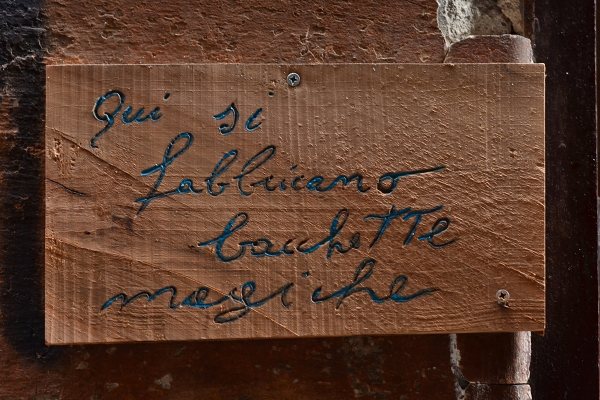 Qui si
fabbricano
bacchette
magiche